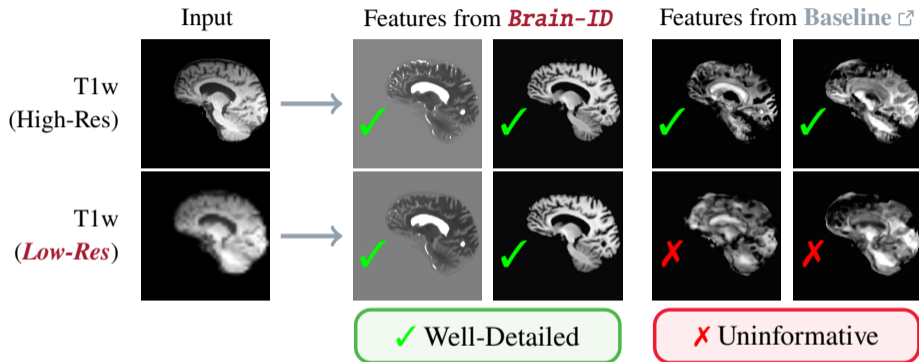 Input
Features from Brain-ID
Features from Baseline
T1w
(High-Res)
✓
✓
✓
✓
T1w
(Low-Res)
✓
✓
✗
✗
✓ Well-Detailed
✗ Uninformative